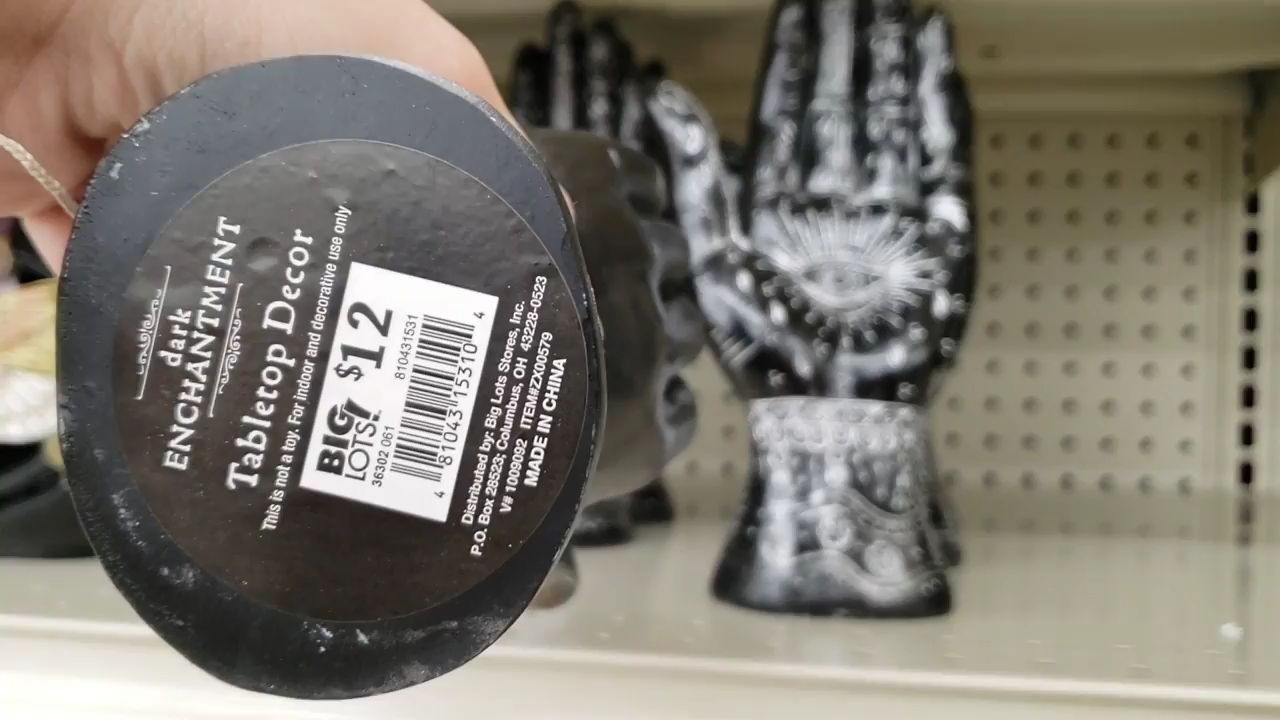 dark
ENCHANTMENT
Tabletop Decor
This is not a toy. For indoor and decorative use only
BIG
LOTS!
$12
36302 061
810431531
4 81043 15310 4
Distributed by: Big Lots Stores, Inc.
P.O. Box 28523; Columbus, OH 43228-0523
V# 1009092 ITEM#ZX00579
MADE IN CHINA